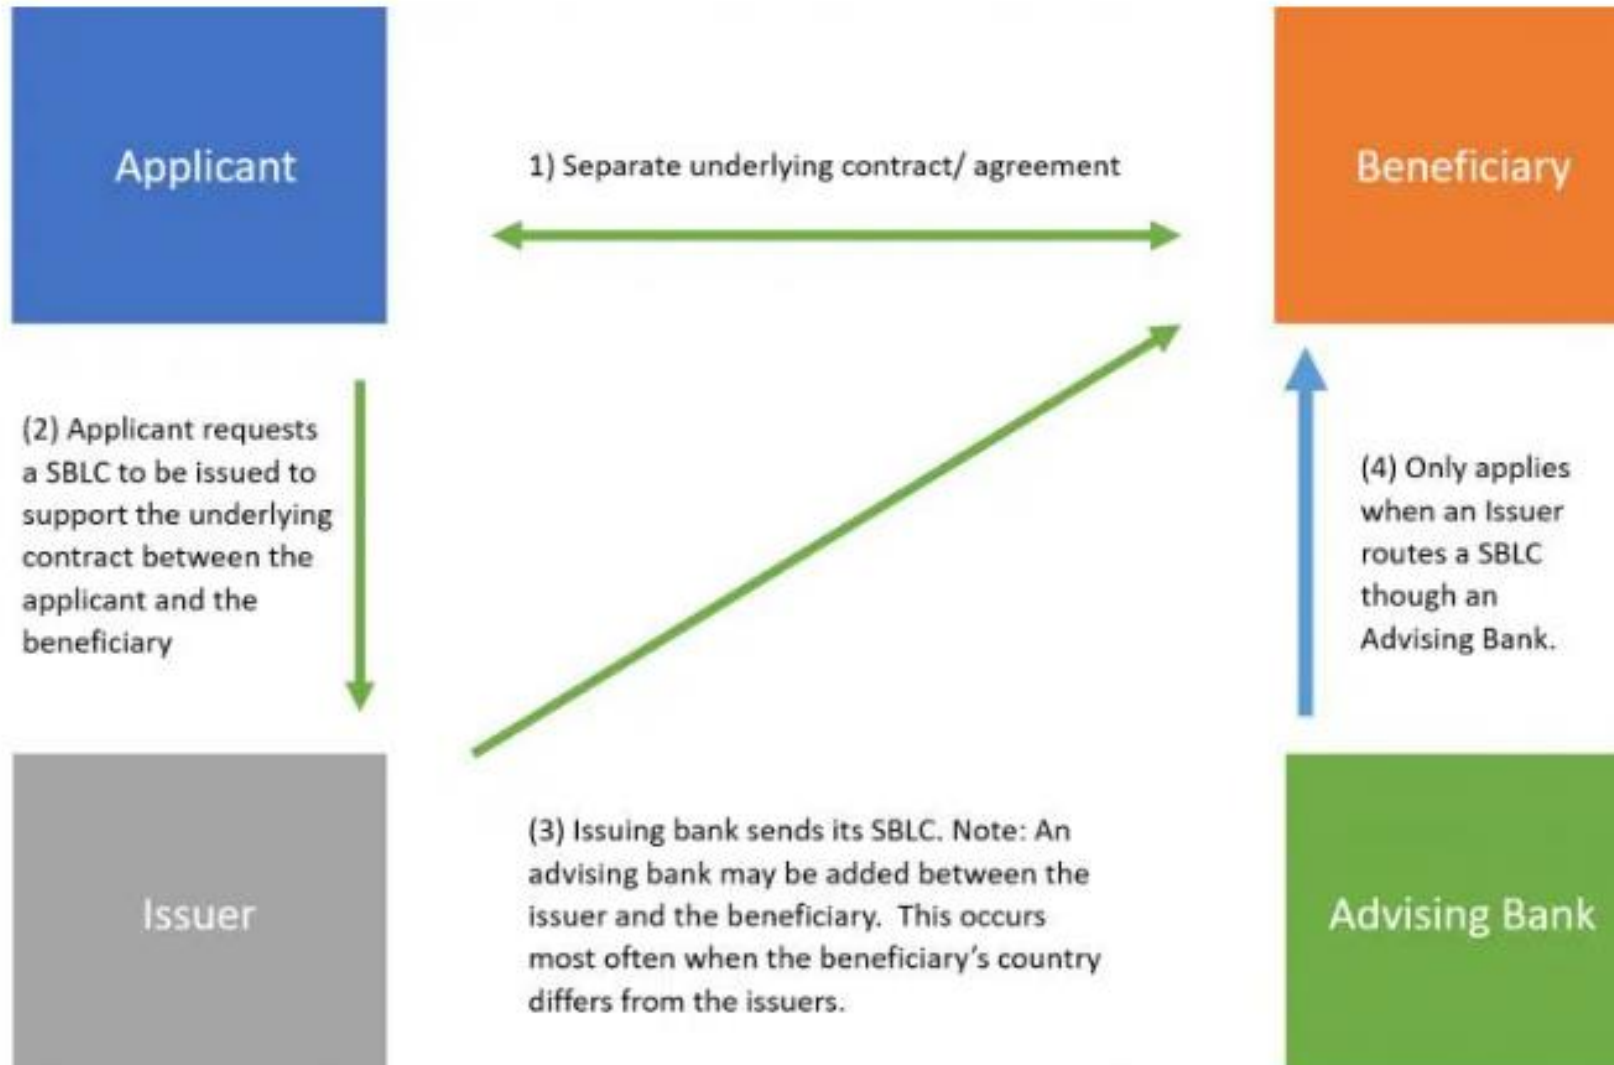 Applicant
1) Separate underlying contract/ agreement
Beneficiary
(2) Applicant requests
a SBLC to be issued to
support the underlying
contract between the
applicant and the
beneficiary
(4) Only applies
when an Issuer
routes a SBLC
though an
Advising Bank.
Issuer
(3) Issuing bank sends its SBLC. Note: An
advising bank may be added between the
issuer and the beneficiary.  This occurs
most often when the beneficiary's country
differs from the issuers.
Advising Bank